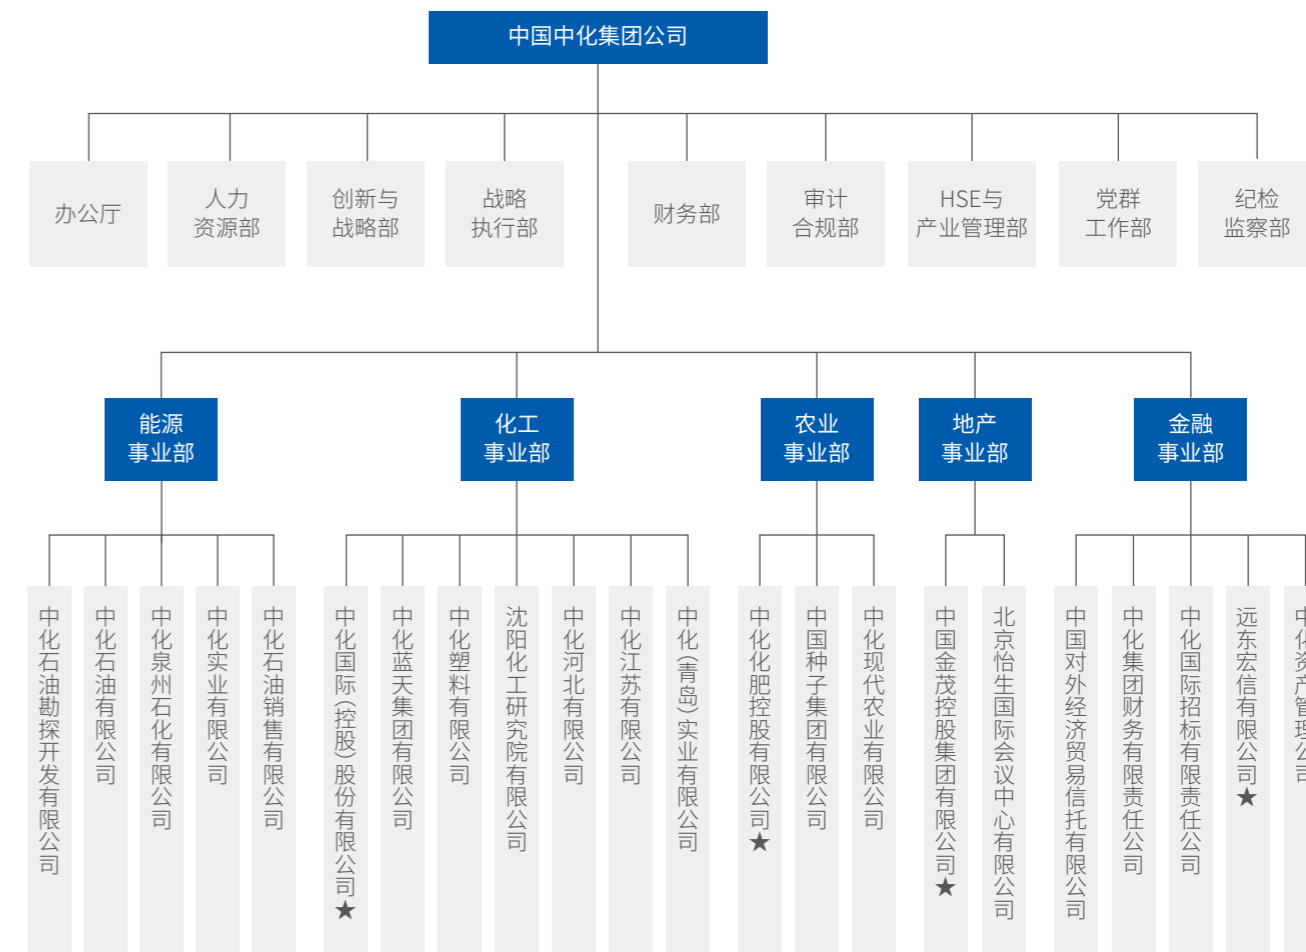 中国中化集团公司
办公厅
人力
资源部
创新与
战略部
战略
执行部
财务部
审计
合规部
HSE与
产业管理部
党群
工作部
纪检
监察部
能源
事业部
化工
事业部
农业
事业部
地产
事业部
金融
事业部
中化石油勘探开发有限公司
中化石油有限公司
中化泉州石化有限公司
中化实业有限公司
中化石油销售有限公司
中化国际（控股）股份有限公司★
中化蓝天集团有限公司
中化塑料有限公司
沈阳化工研究院有限公司
中化河北有限公司
中化江苏有限公司
中化（青岛）实业有限公司
中化化肥控股有限公司★
中国种子集团有限公司
中化现代农业有限公司
中国金茂控股集团有限公司★
北京怡生国际会议中心有限公司
中国对外经济贸易信托有限公司
中化集团财务有限责任公司
中化国际招标有限责任公司
远东宏信有限公司★
中化资产管理公司